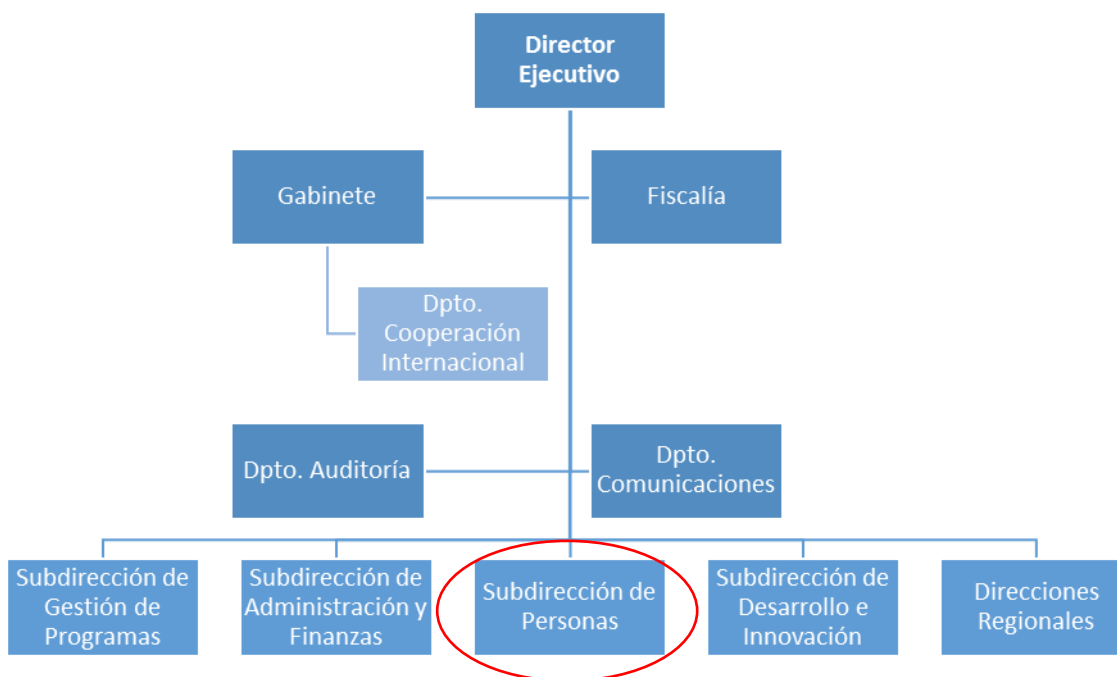 Director
Ejecutivo
Gabinete
Fiscalía
Dpto.
Cooperación
Internacional
Dpto. Auditoría
Dpto.
Comunicaciones
Subdirección de
Gestión de
Programas
Subdirección de
Administración y
Finanzas
Subdirección de
Personas
Subdirección de
Desarrollo e
Innovación
Direcciones
Regionales